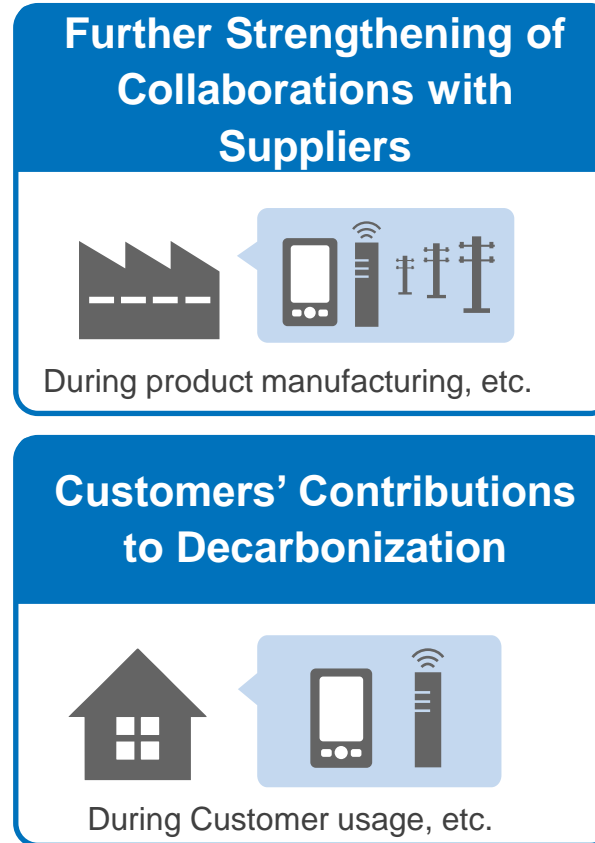 Further Strengthening of
Collaborations with
Suppliers
During product manufacturing, etc.
Customers’ Contributions
to Decarbonization
During Customer usage, etc.